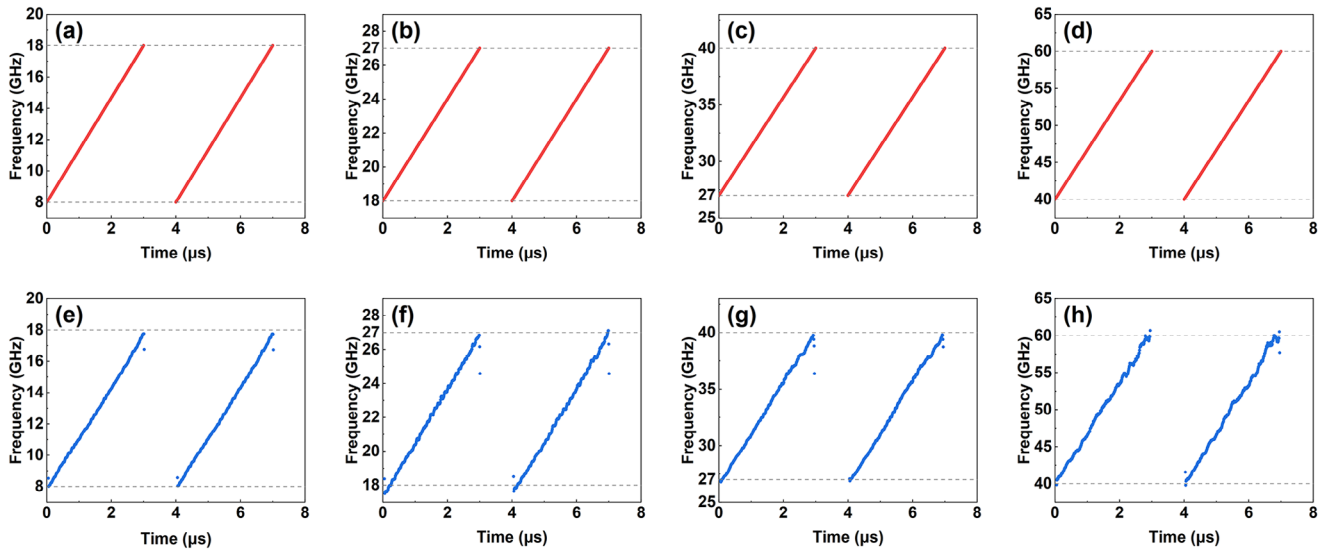 (a)
Frequency (GHz)
20
18
16
14
12
10
8
6
0 2 4 6 8
Time (μs)
(b)
Frequency (GHz)
28
27
26
24
22
20
18
0 2 4 6 8
Time (μs)
(c)
Frequency (GHz)
40
35
30
27
25
0 2 4 6 8
Time (μs)
(d)
Frequency (GHz)
65
60
55
50
45
40
0 2 4 6 8
Time (μs)
(e)
Frequency (GHz)
20
18
16
14
12
10
8
6
0 2 4 6 8
Time (μs)
(f)
Frequency (GHz)
28
27
26
24
22
20
18
0 2 4 6 8
Time (μs)
(g)
Frequency (GHz)
40
35
30
27
25
0 2 4 6 8
Time (μs)
(h)
Frequency (GHz)
65
60
55
50
45
40
0 2 4 6 8
Time (μs)